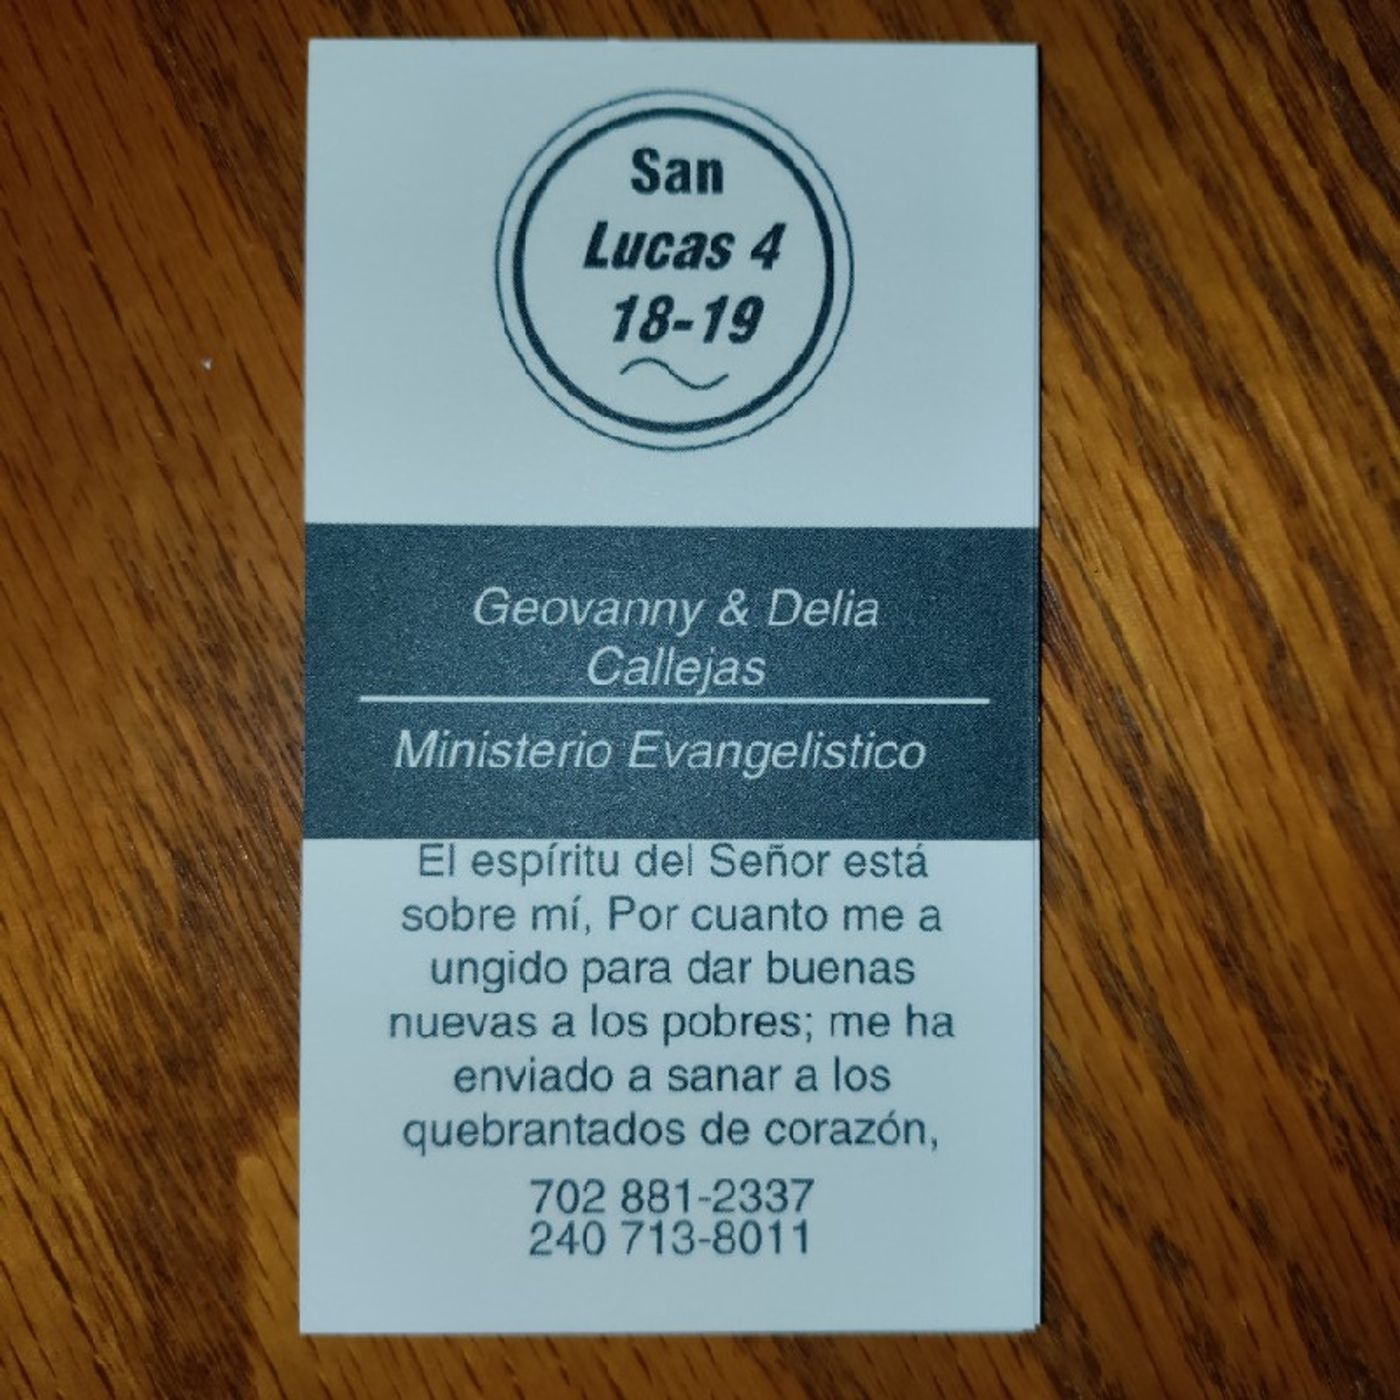 San
Lucas 4
18-19
Geovanny & Delia
Callejas
Ministerio Evangelistico
El espíritu del Señor está
sobre mí, Por cuanto me a
ungido para dar buenas
nuevas a los pobres; me ha
enviado a sanar a los
quebrantados de corazón,
702 881-2337
240 713-8011